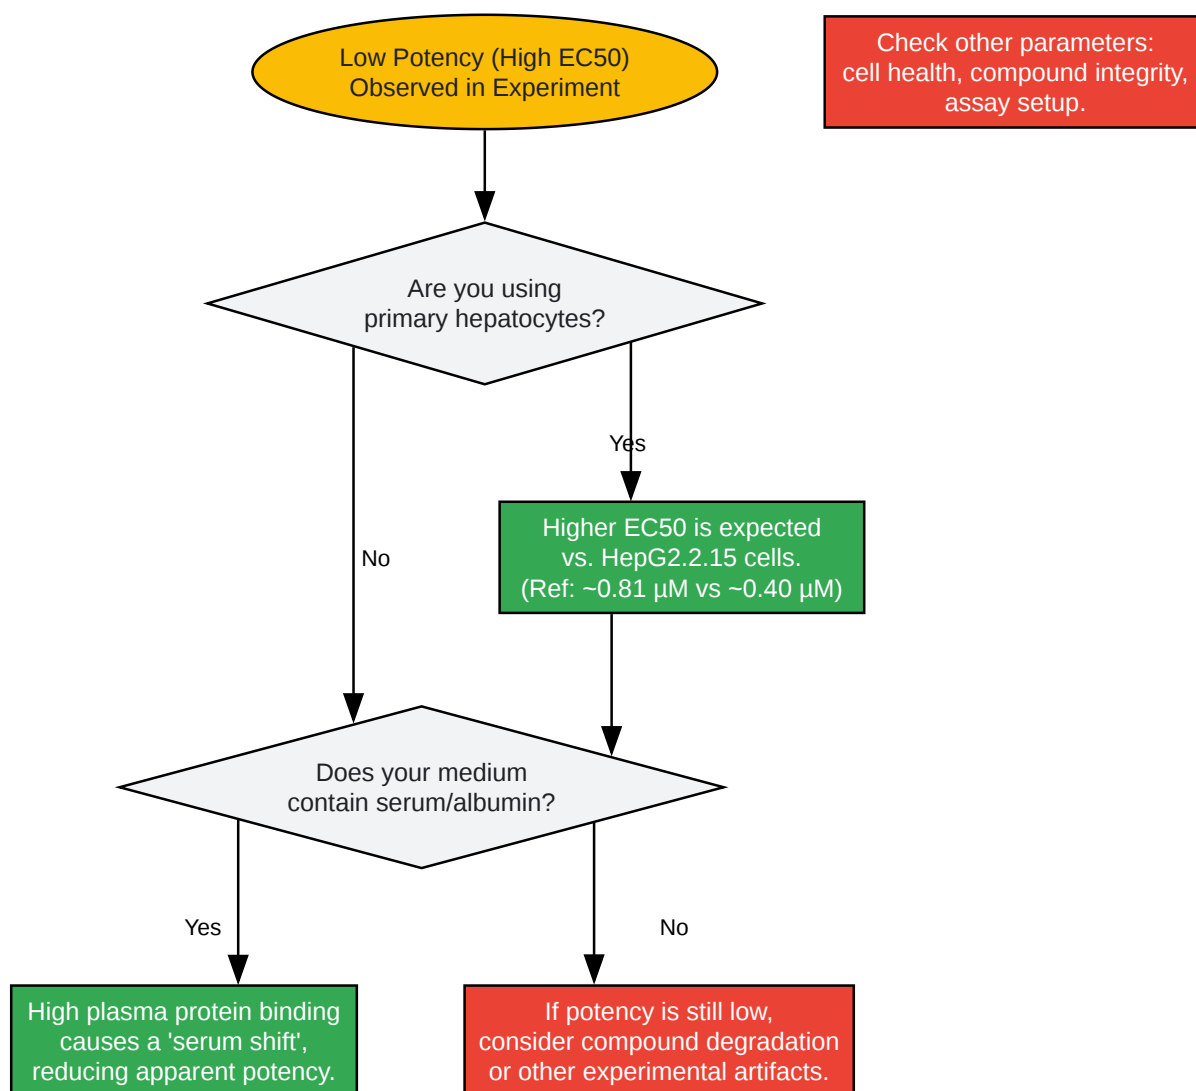 Low Potency (High EC50)
Observed in Experiment
Check other parameters:
cell health, compound integrity,
assay setup.
Are you using
primary hepatocytes?
Yes
Higher EC50 is expected
vs. HepG2.2.15 cells.
(Ref: ~0.81 µM vs ~0.40 µM)
No
Does your medium
contain serum/albumin?
Yes
No
High plasma protein binding
causes a 'serum shift',
reducing apparent potency.
If potency is still low,
consider compound degradation
or other experimental artifacts.